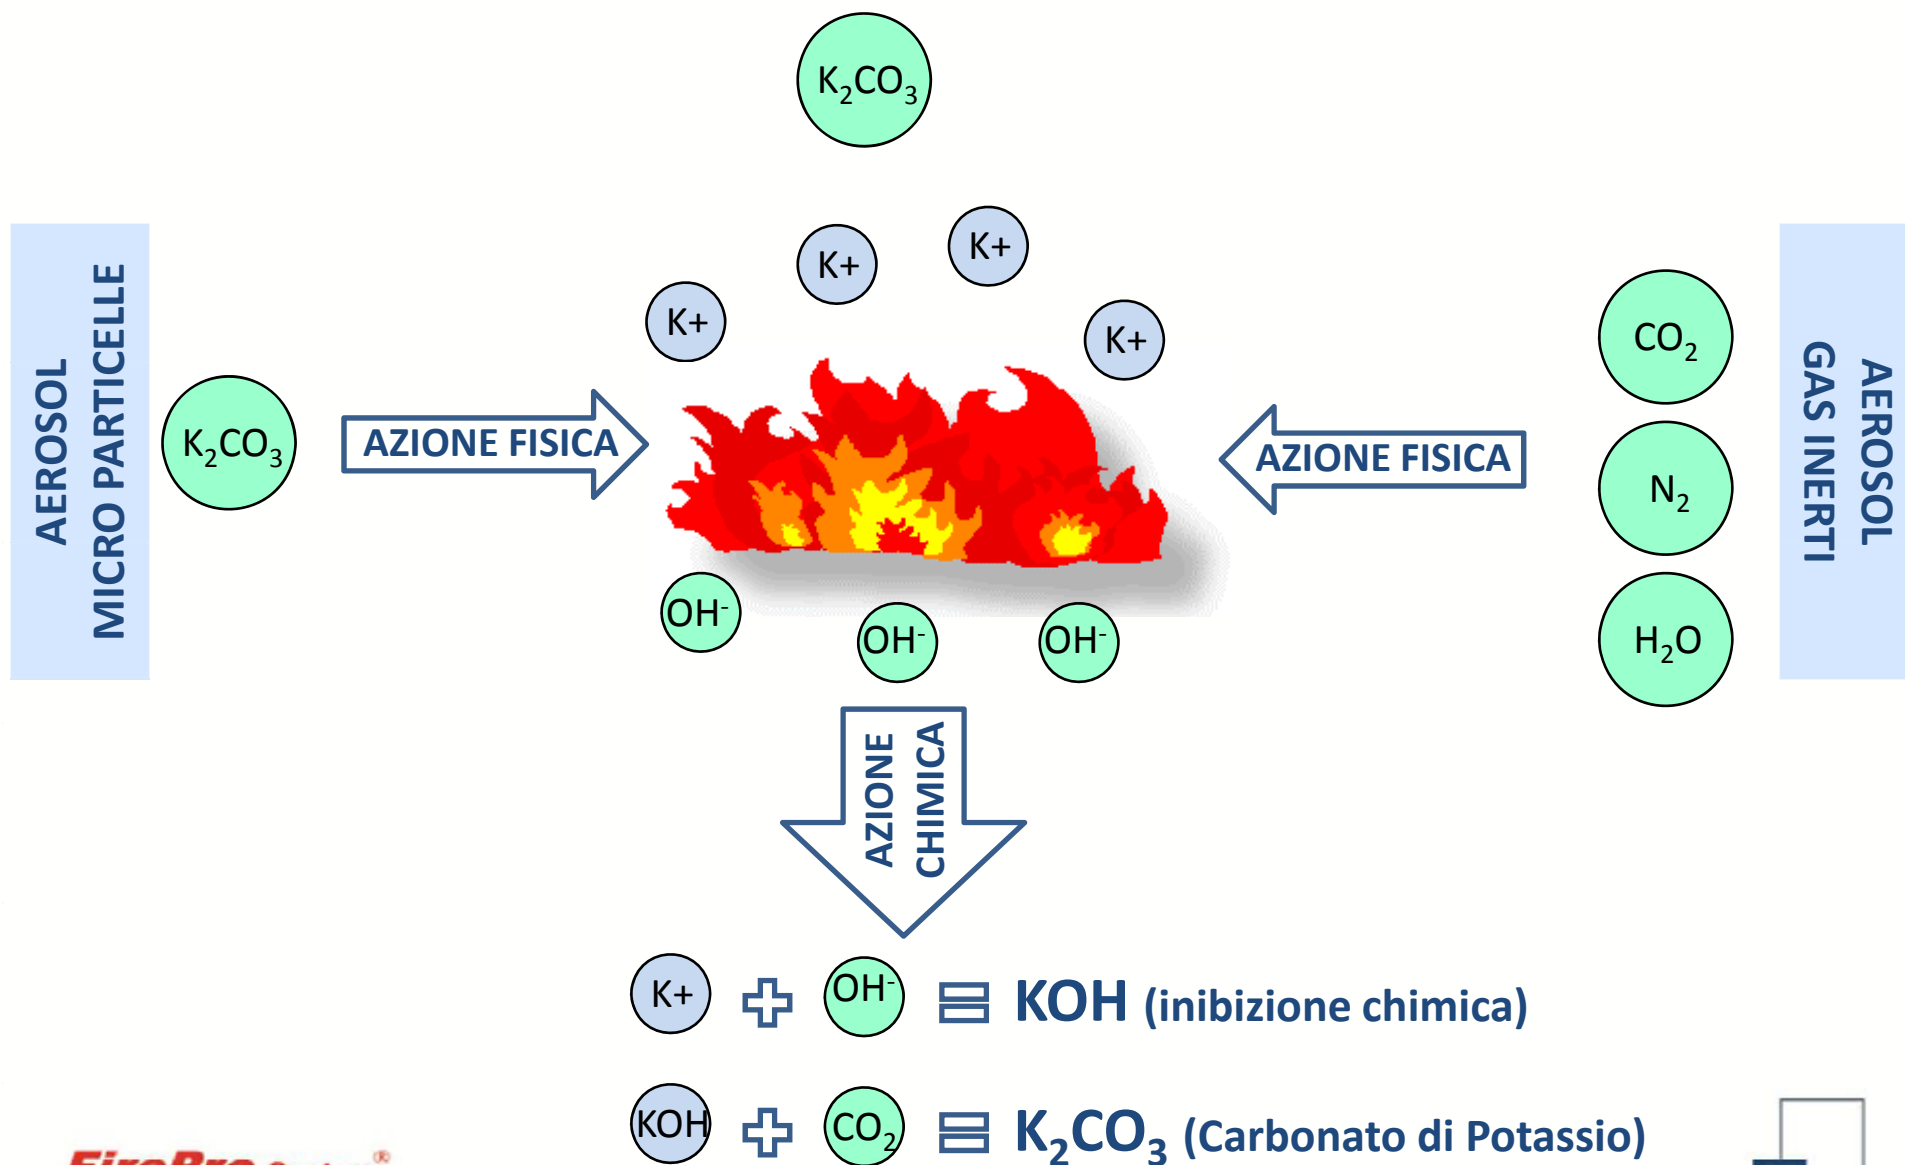 K₂CO₃
K+
K+
K+
K+
AEROSOL
MICRO PARTICELLE
K₂CO₃
AZIONE FISICA
AZIONE FISICA
CO₂
N₂
H₂O
AEROSOL
GAS INERTI
OH⁻
OH⁻
OH⁻
AZIONE
CHIMICA
K+ + OH⁻ = KOH (inibizione chimica)
KOH + CO₂ = K₂CO₃ (Carbonato di Potassio)
FirePro ®